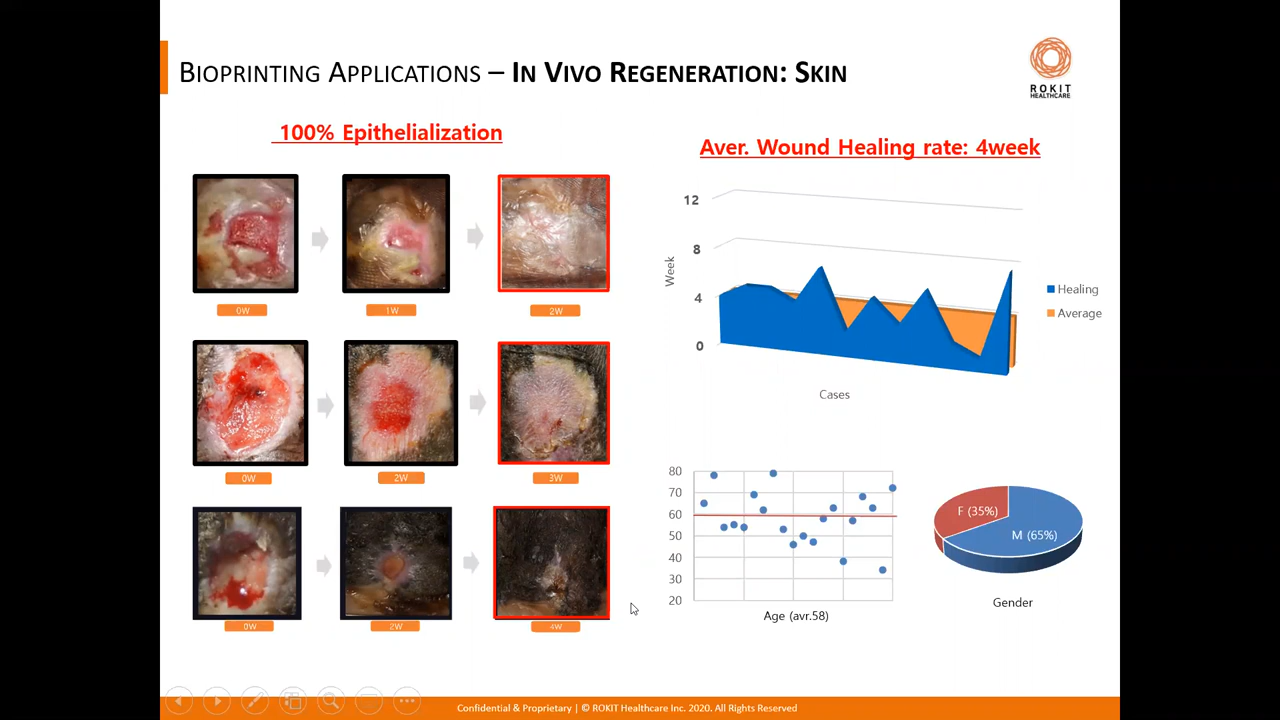 BIOPRINTING APPLICATIONS – IN VIVO REGENERATION: SKIN
ROKIT
HEALTHCARE
100% Epithelialization
0W
1W
2W
0W
2W
3W
0W
2W
4W
Aver. Wound Healing rate: 4week
12
8
4
0
Week
Cases
Healing
Average
80
70
60
50
40
30
20
Age (avr.58)
F (35%)
M (65%)
Gender
Confidential & Proprietary | © ROKIT Healthcare Inc. 2020. All Rights Reserved